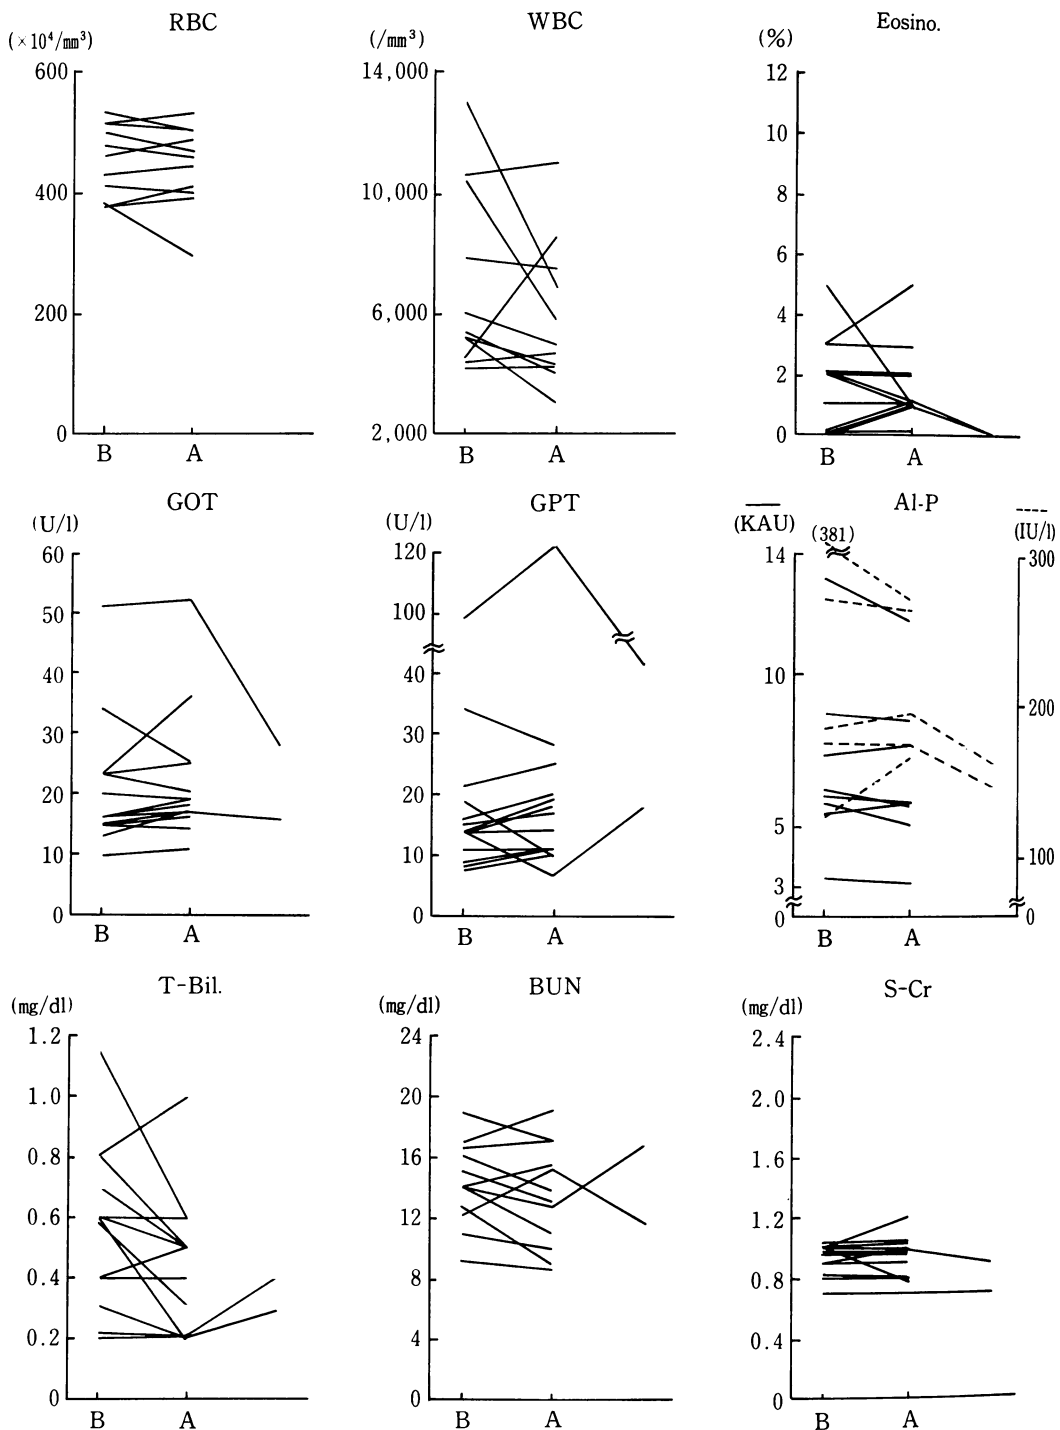 RBC
(×10⁴/mm³)
600
400
200
0
B A
WBC
(/mm³)
14,000
10,000
6,000
2,000
B A
Eosino.
(%)
12
10
8
6
4
2
0
B A
GOT
(U/l)
60
50
40
30
20
10
0
B A
GPT
(U/l)
120
100
40
30
20
10
0
B A
Al-P
(KAU)
(381)
(IU/l)
14
10
5
3
0
300
200
100
0
B A
T-Bil.
(mg/dl)
1.2
1.0
0.8
0.6
0.4
0.2
0
B A
BUN
(mg/dl)
24
20
16
12
8
4
0
B A
S-Cr
(mg/dl)
2.4
2.0
1.6
1.2
0.8
0.4
0
B A